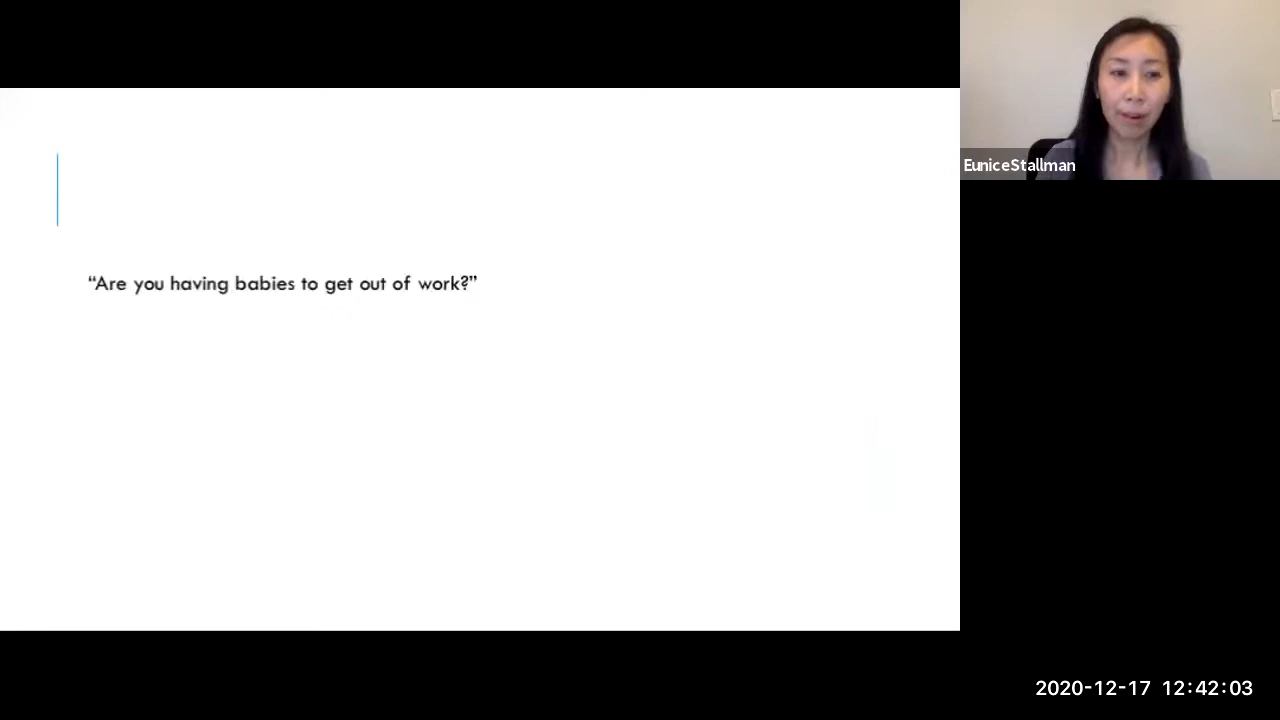 EuniceStallman
“Are you having babies to get out of work?”
2020-12-17 12:42:03